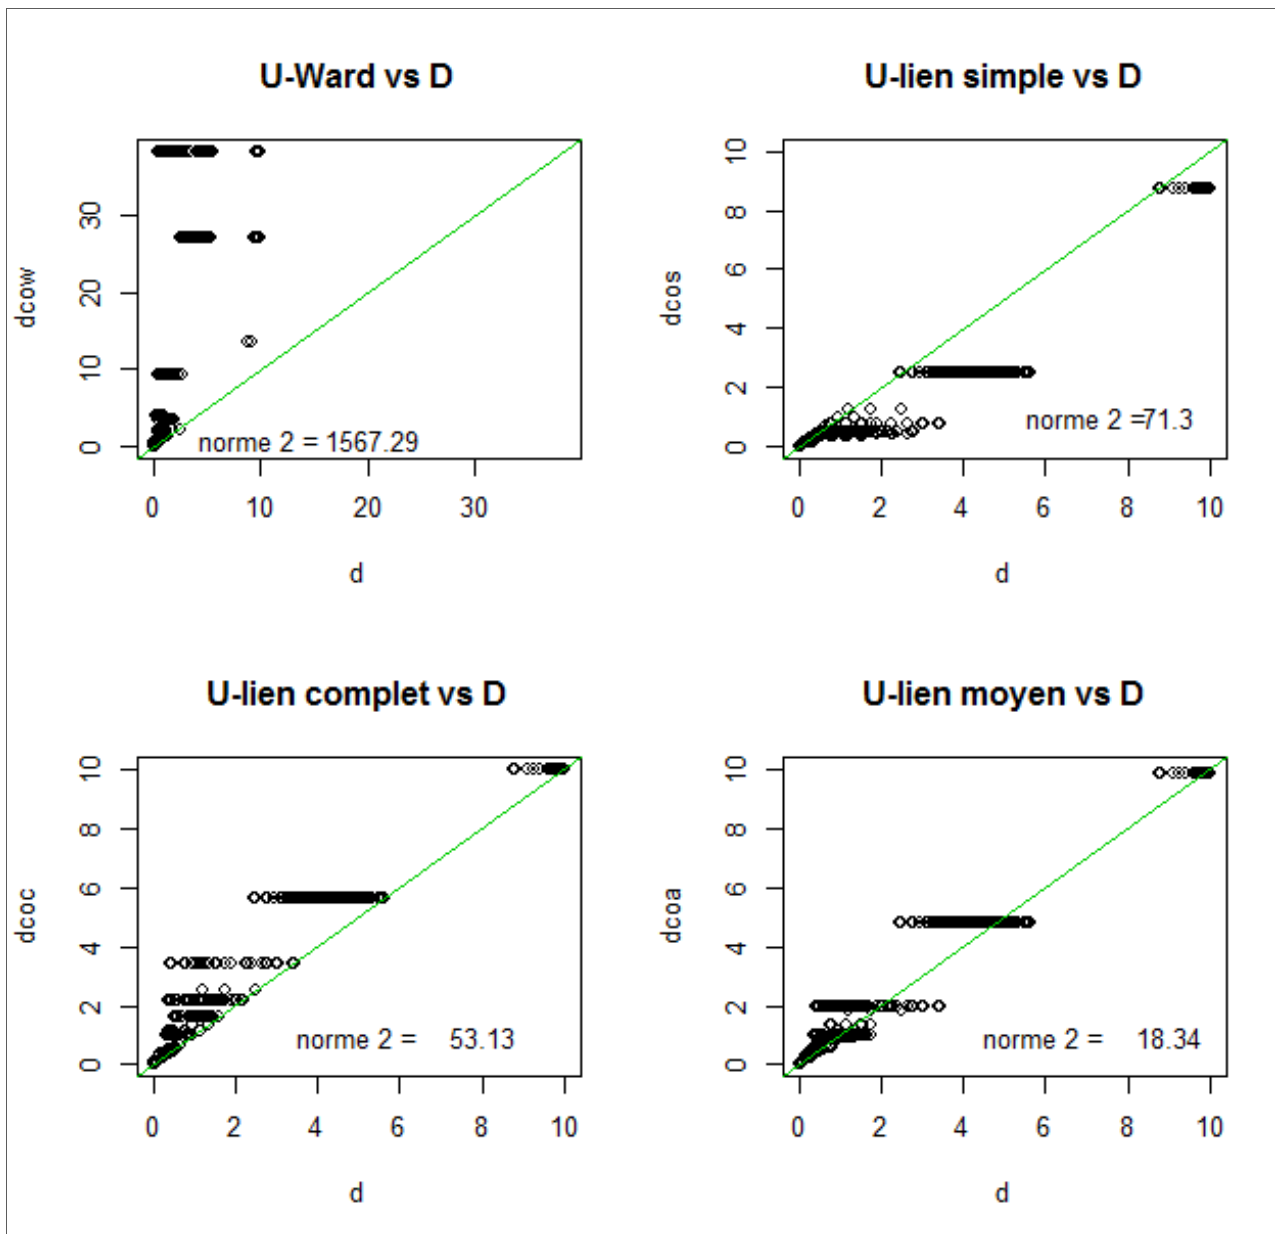 U-Ward vs D
dcow
0 10 20 30
norme 2 = 1567.29
0 10 20 30
d
U-lien simple vs D
dcos
0 2 4 6 8 10
norme 2 =71.3
0 2 4 6 8 10
d
U-lien complet vs D
dcoc
0 2 4 6 8 10
norme 2 = 53.13
0 2 4 6 8 10
d
U-lien moyen vs D
dcoa
0 2 4 6 8 10
norme 2 = 18.34
0 2 4 6 8 10
d